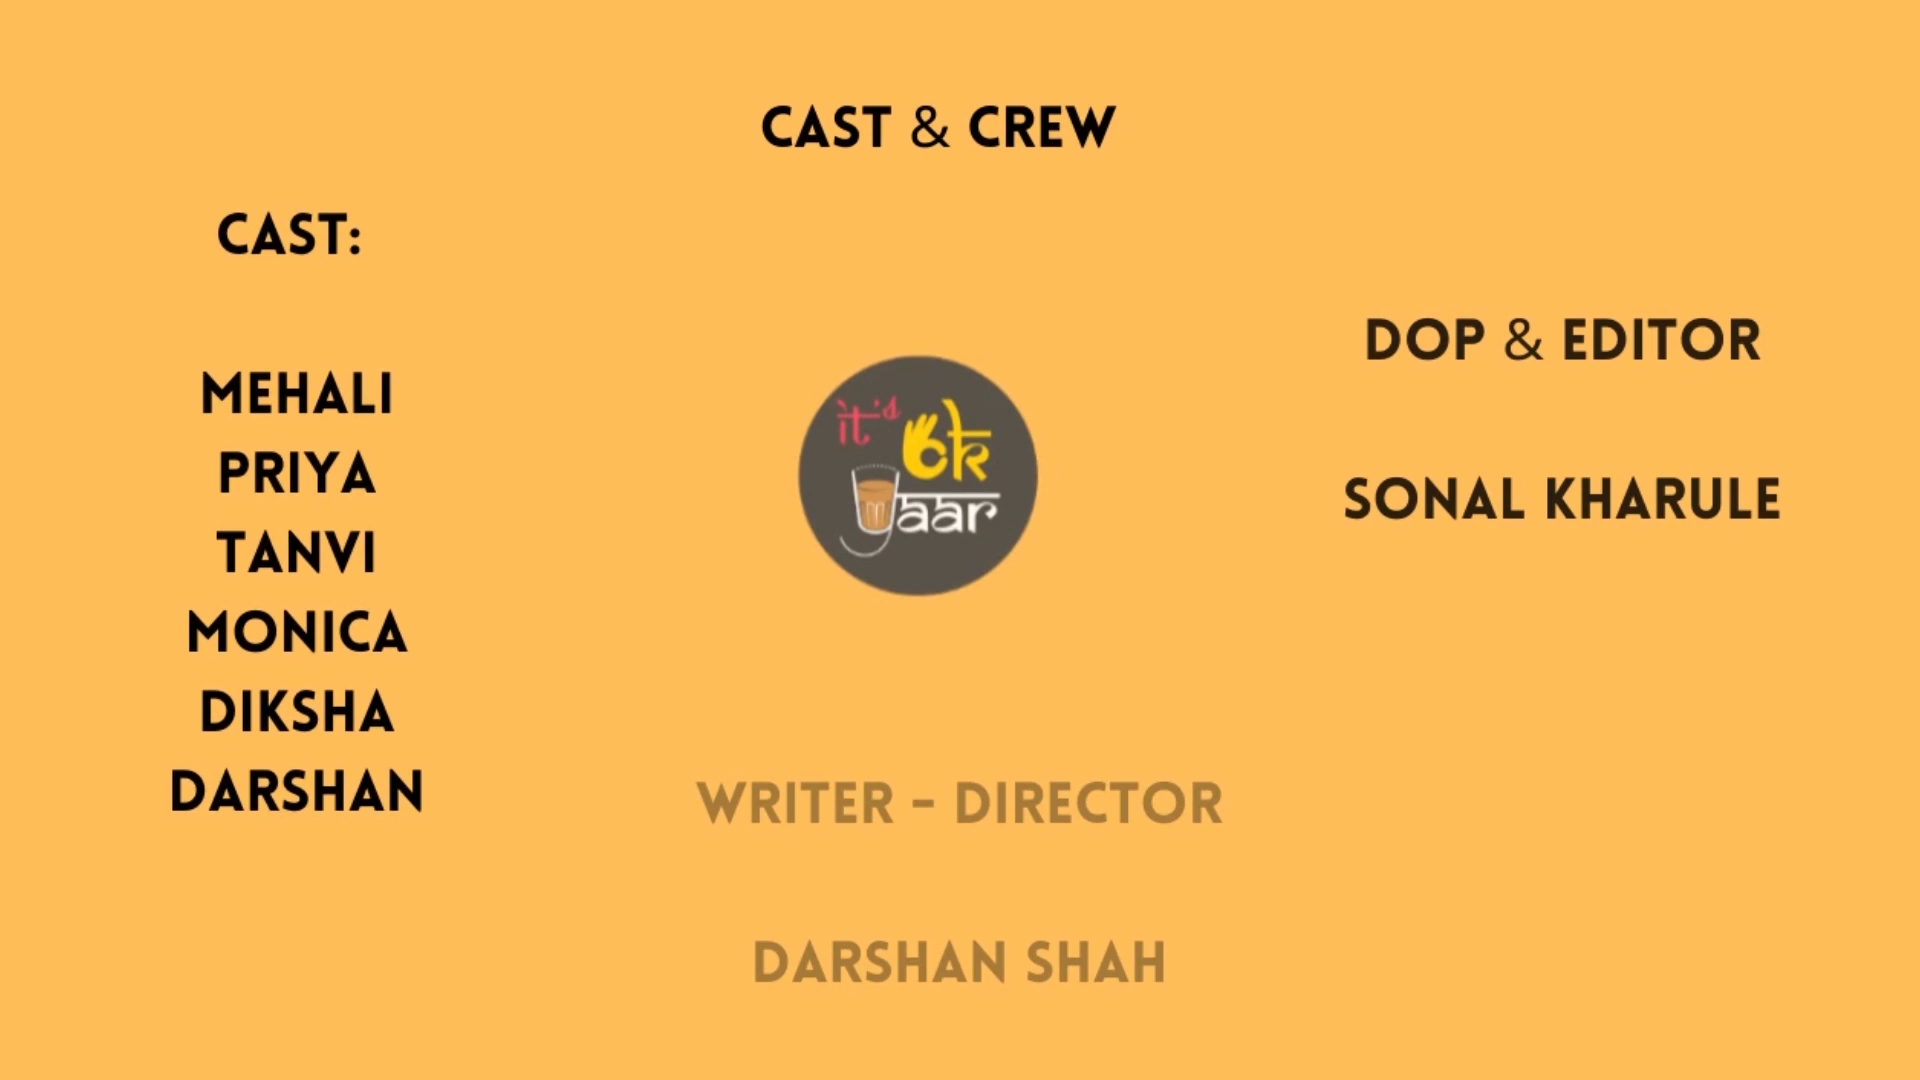 CAST & CREW
CAST:
MEHALI
PRIYA
TANVI
MONICA
DIKSHA
DARSHAN
it's ok
yaar
DOP & EDITOR
SONAL KHARULE
WRITER - DIRECTOR
DARSHAN SHAH